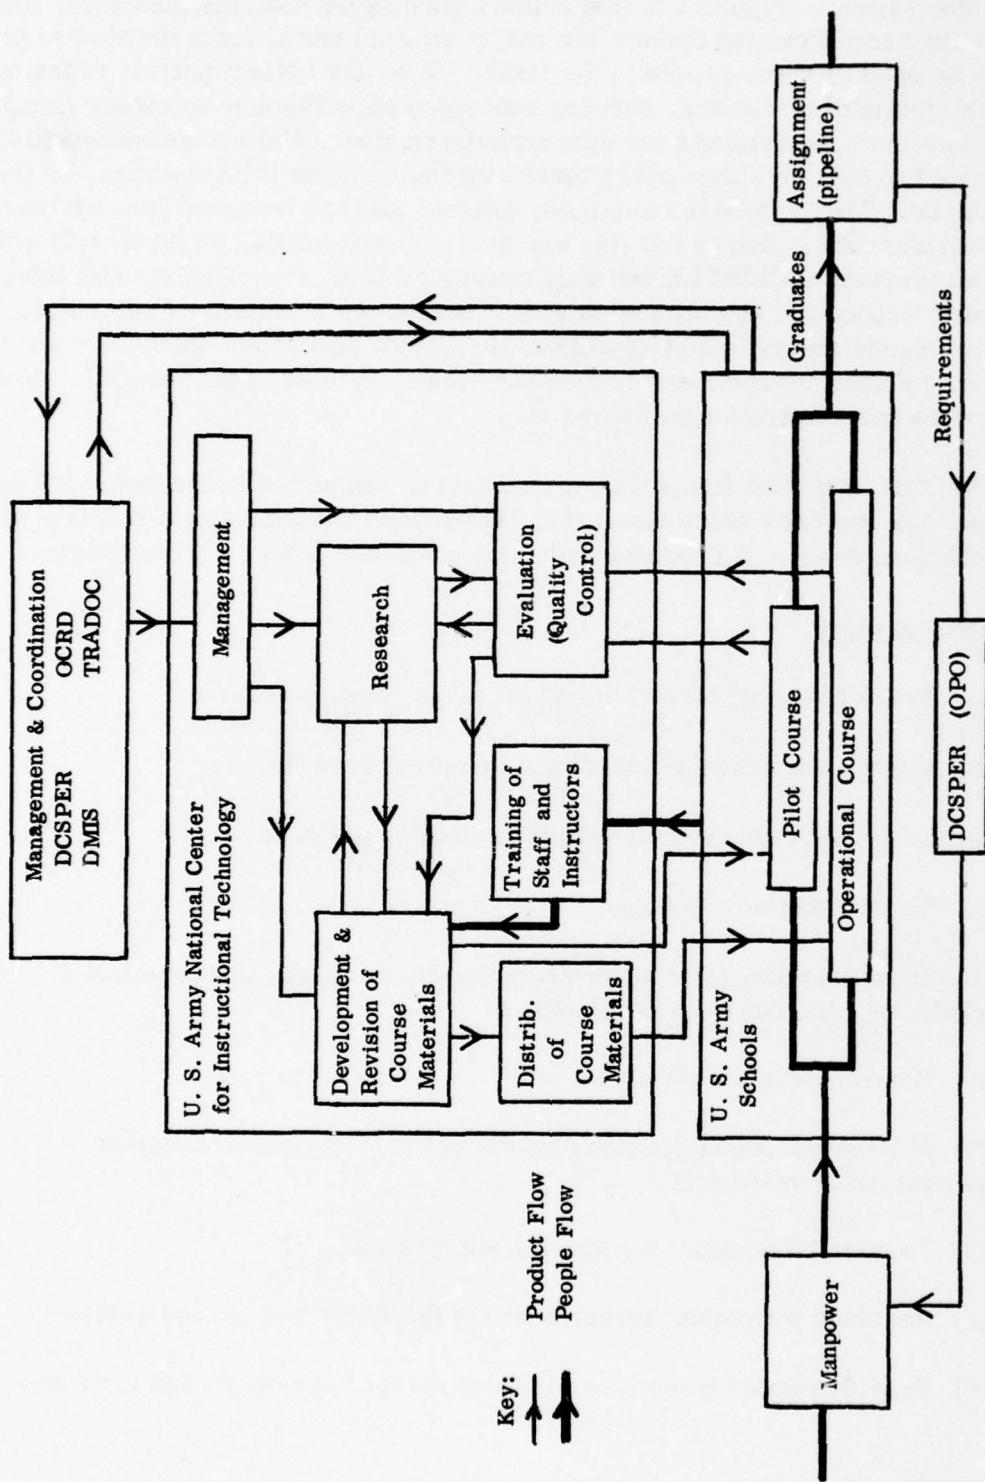 Management & Coordination
DCSPER OCRD
DMIS TRADOC
U. S. Army National Center
for Instructional Technology
Management
Research
Evaluation
(Quality
Control)
Development &
Revision of
Course
Materials
Training of
Staff and
Instructors
Distrib.
of
Course
Materials
U. S. Army
Schools
Pilot Course
Operational Course
Manpower
Graduates
Assignment
(pipeline)
Requirements
DCSPER (OPO)
Key:
Product Flow
People Flow